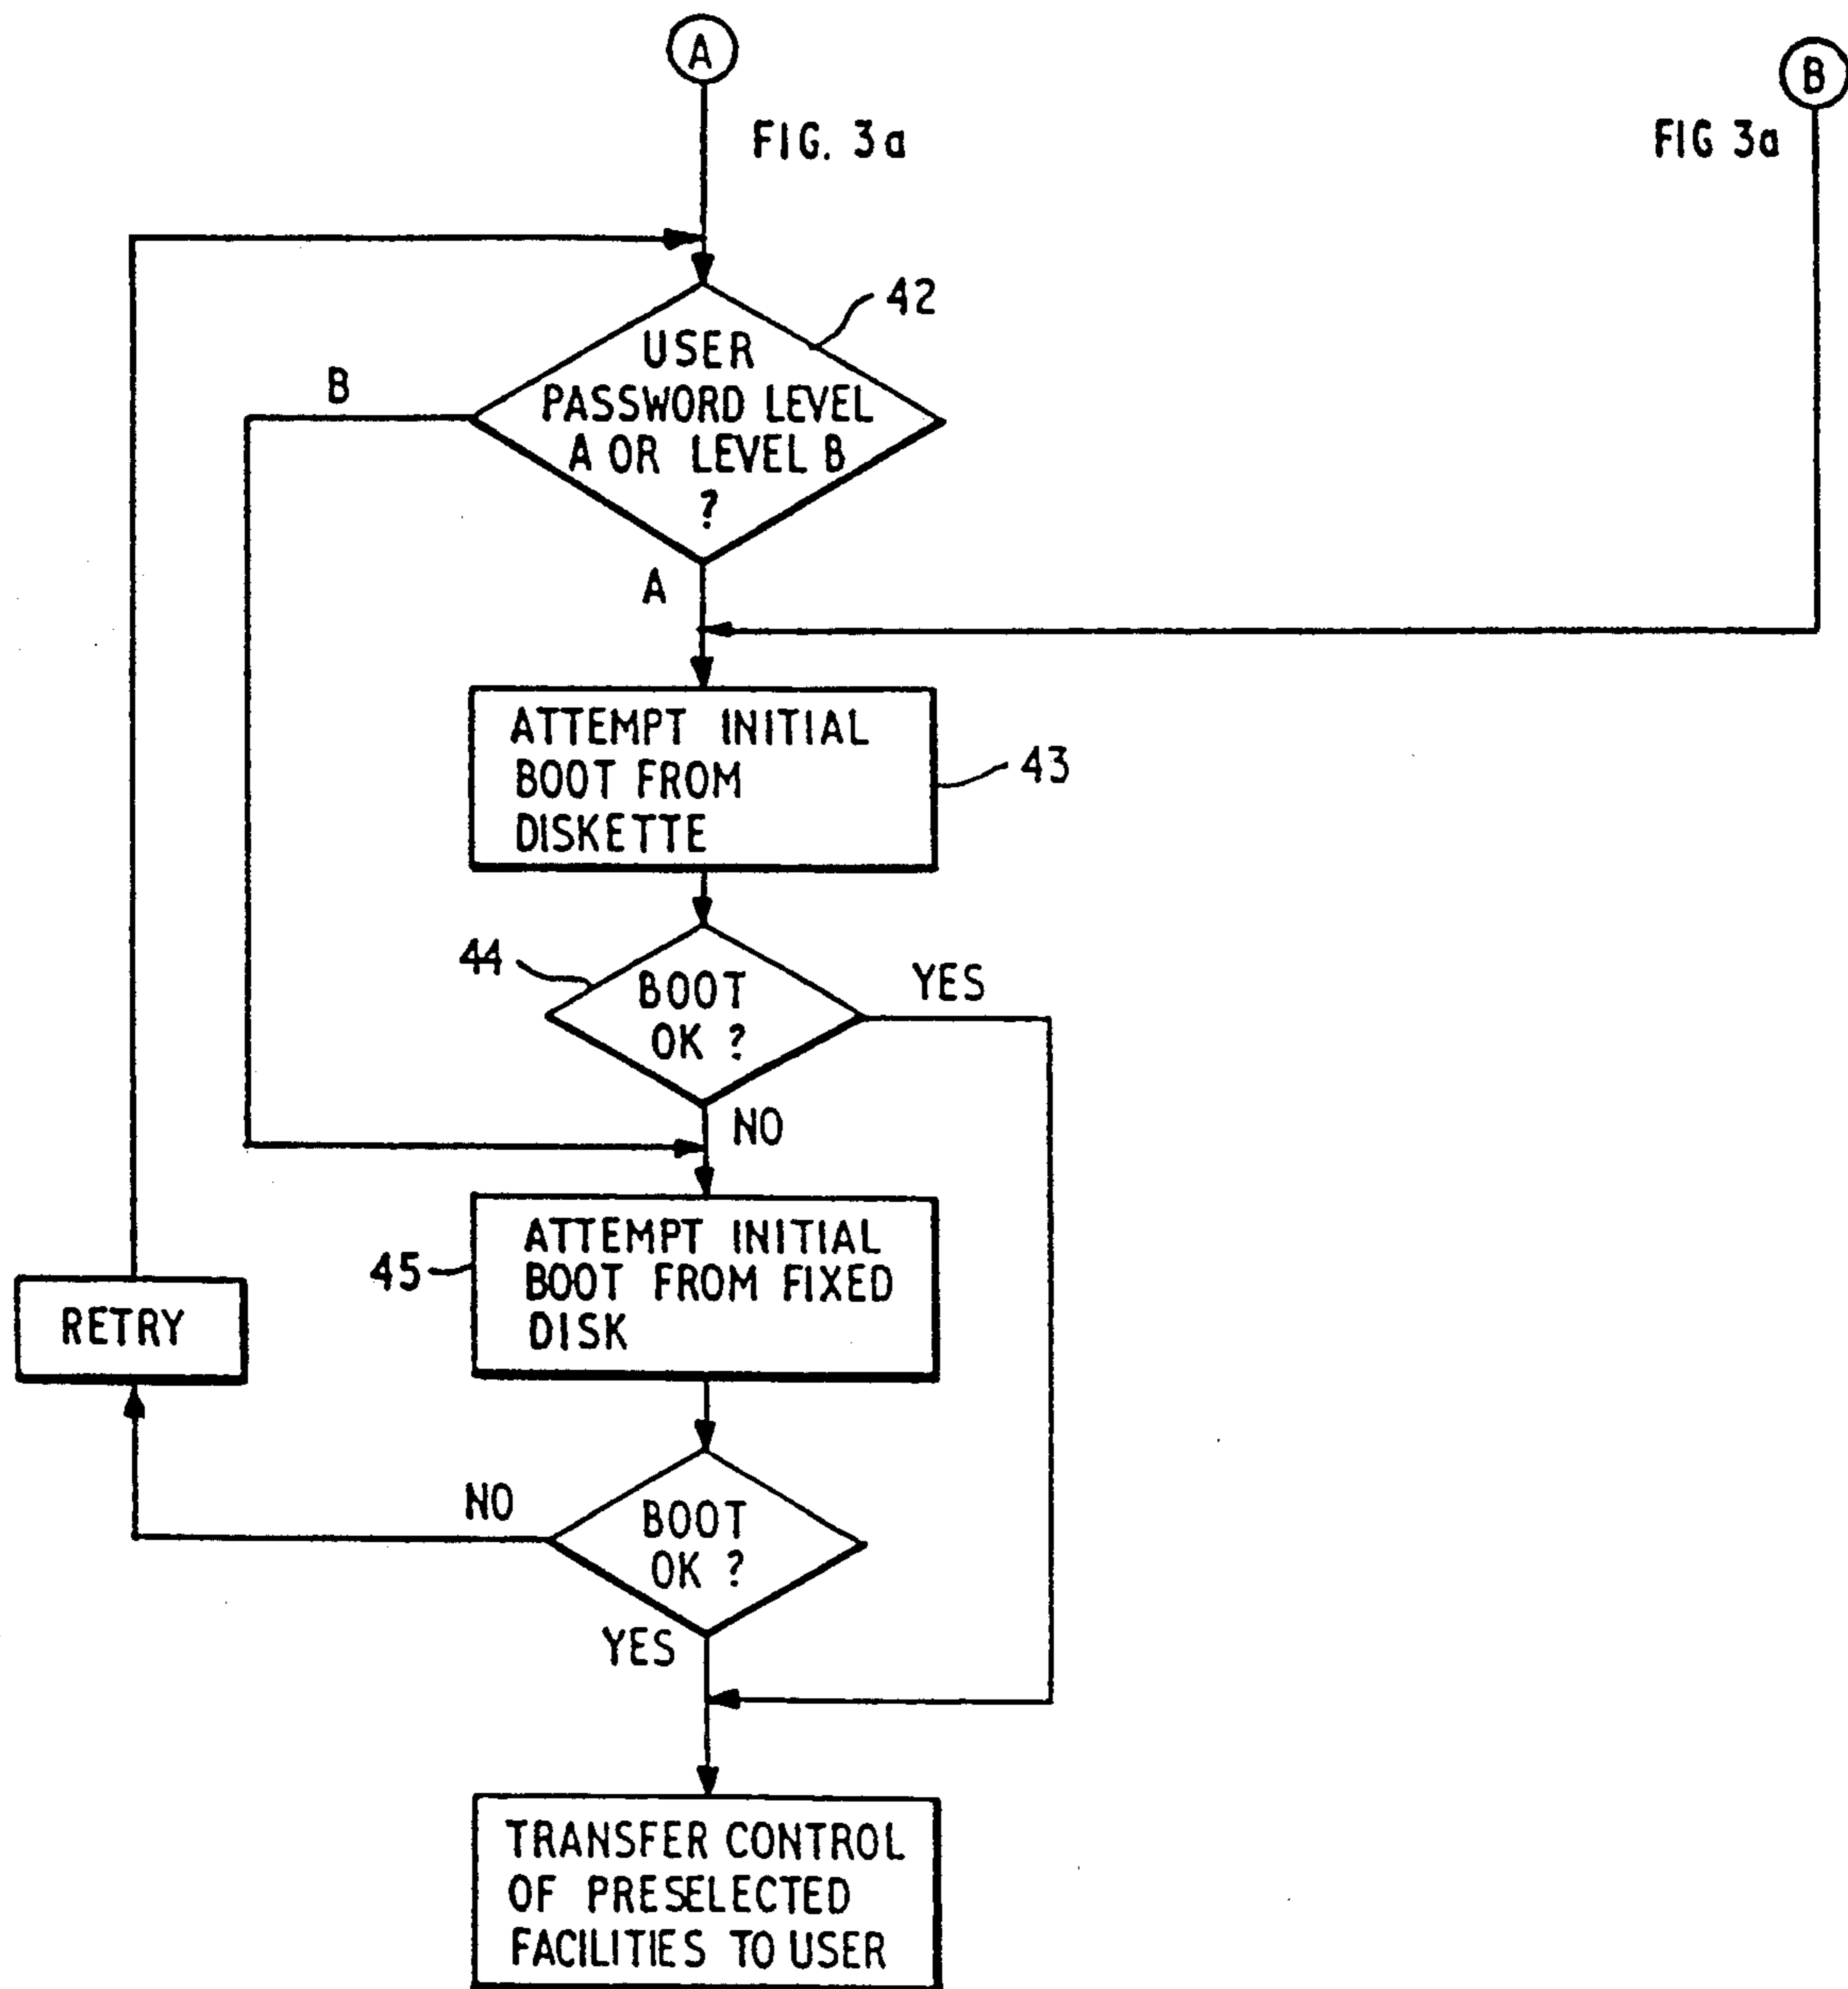 A
B
FIG. 3a
FIG 3a
42
USER
PASSWORD LEVEL
A OR LEVEL B
?
B
A
ATTEMPT INITIAL
BOOT FROM
DISKETTE
43
44
BOOT
OK ?
YES
NO
ATTEMPT INITIAL
BOOT FROM FIXED
DISK
45
RETRY
NO
BOOT
OK ?
YES
TRANSFER CONTROL
OF PRESELECTED
FACILITIES TO USER